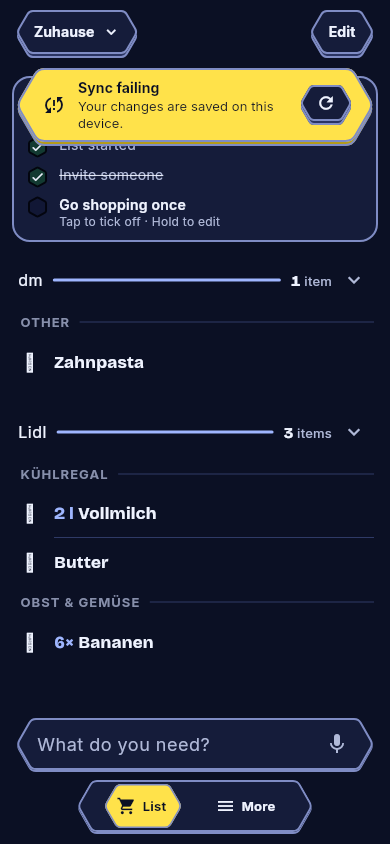 Zuhause
Edit
Sync failing
Your changes are saved on this
device.
List started
Invite someone
Go shopping once
Tap to tick off · Hold to edit
dm
1 item
OTHER
Zahnpasta
Lidl
3 items
KÜHLREGAL
2 l Vollmilch
Butter
OBST & GEMÜSE
6× Bananen
What do you need?
List
More